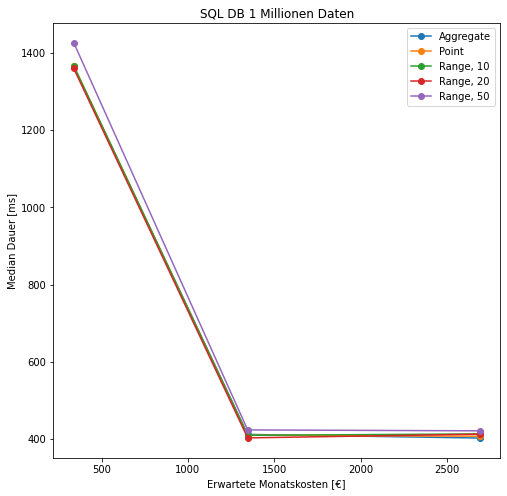 SQL DB 1 Millionen Daten
Aggregate
Point
Range, 10
Range, 20
Range, 50
Median Dauer [ms]
1400
1200
1000
800
600
400
500
1000
1500
2000
2500
Erwartete Monatskosten [€]